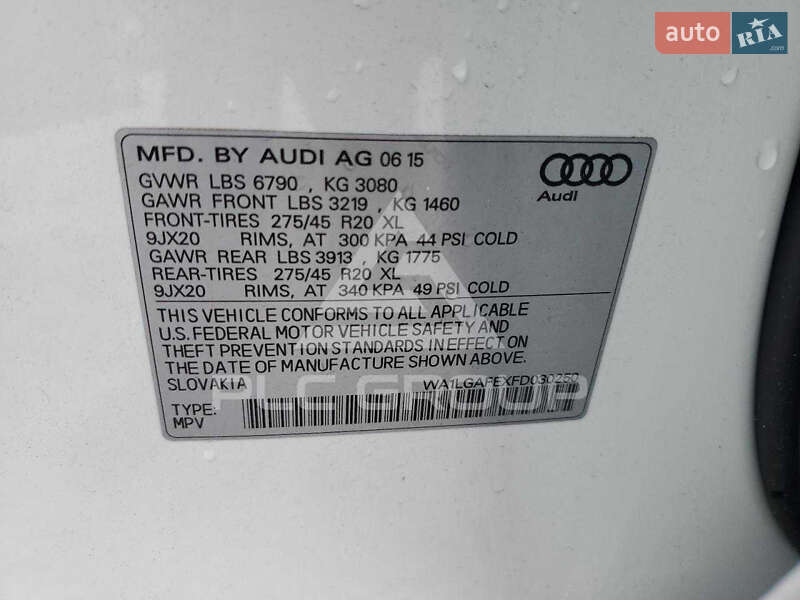 auto RIA .com
MFD. BY AUDI AG 06 15
GVWR LBS 6790 , KG 3080
GAWR FRONT LBS 3219 , KG 1460
FRONT-TIRES 275/45 R20 XL
9JX20 RIMS, AT 300 KPA 44 PSI COLD
GAWR REAR LBS 3913 , KG 1775
REAR-TIRES 275/45 R20 XL
9JX20 RIMS, AT 340 KPA 49 PSI COLD
Audi
THIS VEHICLE CONFORMS TO ALL APPLICABLE
U.S. FEDERAL MOTOR VEHICLE SAFETY AND
THEFT PREVENTION STANDARDS IN EFFECT ON
THE DATE OF MANUFACTURE SHOWN ABOVE.
SLOVAKIA
PLC GROUP
TYPE:
MPV